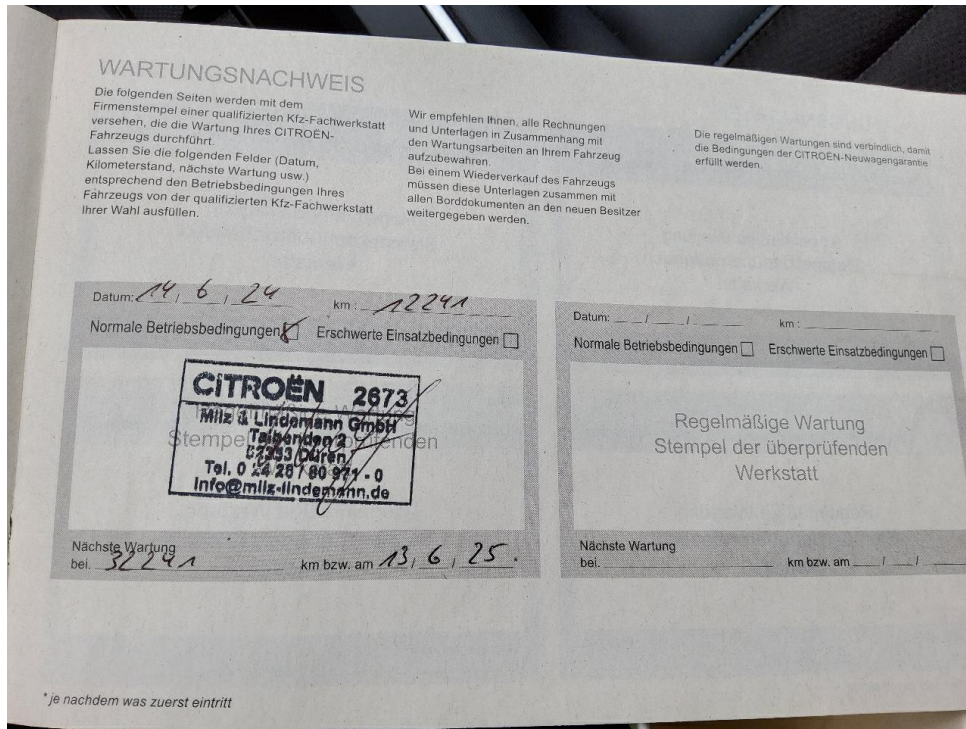 WARTUNGSNACHWEIS
Die folgenden Seiten werden mit dem
Firmenstempel einer qualifizierten Kfz-Fachwerkstatt
versehen, die die Wartung Ihres CITROËN-
Fahrzeugs durchführt.
Lassen Sie die folgenden Felder (Datum,
Kilometerstand, nächste Wartung usw.)
entsprechend den Betriebsbedingungen Ihres
Fahrzeugs von der qualifizierten Kfz-Fachwerkstatt
Ihrer Wahl ausfüllen.
Wir empfehlen Ihnen, alle Rechnungen
und Unterlagen in Zusammenhang mit
den Wartungsarbeiten an Ihrem Fahrzeug
aufzubewahren.
Bei einem Wiederverkauf des Fahrzeugs
müssen diese Unterlagen zusammen mit
allen Borddokumenten an den neuen Besitzer
weitergegeben werden.
Die regelmäßigen Wartungen sind verbindlich, damit
die Bedingungen der CITROËN-Neuwagengarantie
erfüllt werden.
Datum: 14 / 6 / 24 km : 12241
Normale Betriebsbedingungen Erschwerte Einsatzbedingungen
CITROËN 2673
Milz & Lindemann GmbH
Talbenden 2
52353 Düren
Tel. 0 24 28 / 80 971 - 0
info@milz-lindemann.de
Stempel
Nächste Wartung
bei. 32241 km bzw. am 13 / 6 / 25.
Datum: / / km :
Normale Betriebsbedingungen Erschwerte Einsatzbedingungen
Regelmäßige Wartung
Stempel der überprüfenden
Werkstatt
Nächste Wartung
bei. km bzw. am / /
* je nachdem was zuerst eintritt